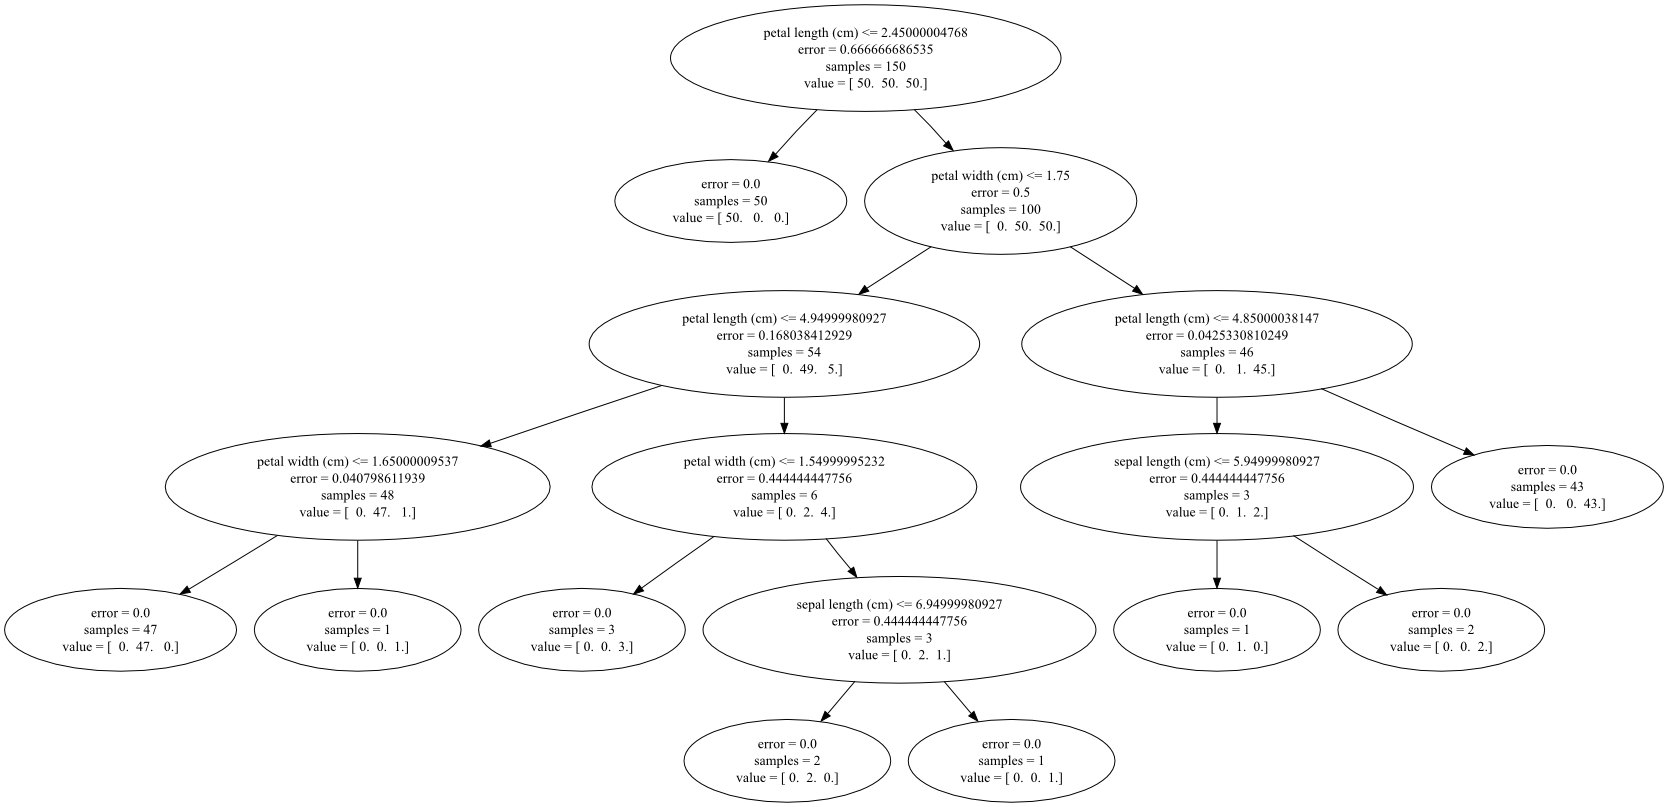 petal length (cm) <= 2.45000004768
error = 0.666666686535
samples = 150
value = [ 50.  50.  50.]
error = 0.0
samples = 50
value = [ 50.   0.   0.]
petal width (cm) <= 1.75
error = 0.5
samples = 100
value = [  0.  50.  50.]
petal length (cm) <= 4.94999980927
error = 0.168038412929
samples = 54
value = [  0.  49.   5.]
petal length (cm) <= 4.85000038147
error = 0.0425330810249
samples = 46
value = [  0.   1.  45.]
petal width (cm) <= 1.65000009537
error = 0.040798611939
samples = 48
value = [  0.  47.   1.]
petal width (cm) <= 1.54999995232
error = 0.444444447756
samples = 6
value = [ 0.  2.  4.]
sepal length (cm) <= 5.94999980927
error = 0.444444447756
samples = 3
value = [ 0.  1.  2.]
error = 0.0
samples = 43
value = [  0.   0.  43.]
error = 0.0
samples = 47
value = [  0.  47.   0.]
error = 0.0
samples = 1
value = [ 0.  0.  1.]
error = 0.0
samples = 3
value = [ 0.  0.  3.]
sepal length (cm) <= 6.94999980927
error = 0.444444447756
samples = 3
value = [ 0.  2.  1.]
error = 0.0
samples = 1
value = [ 0.  1.  0.]
error = 0.0
samples = 2
value = [ 0.  0.  2.]
error = 0.0
samples = 2
value = [ 0.  2.  0.]
error = 0.0
samples = 1
value = [ 0.  0.  1.]